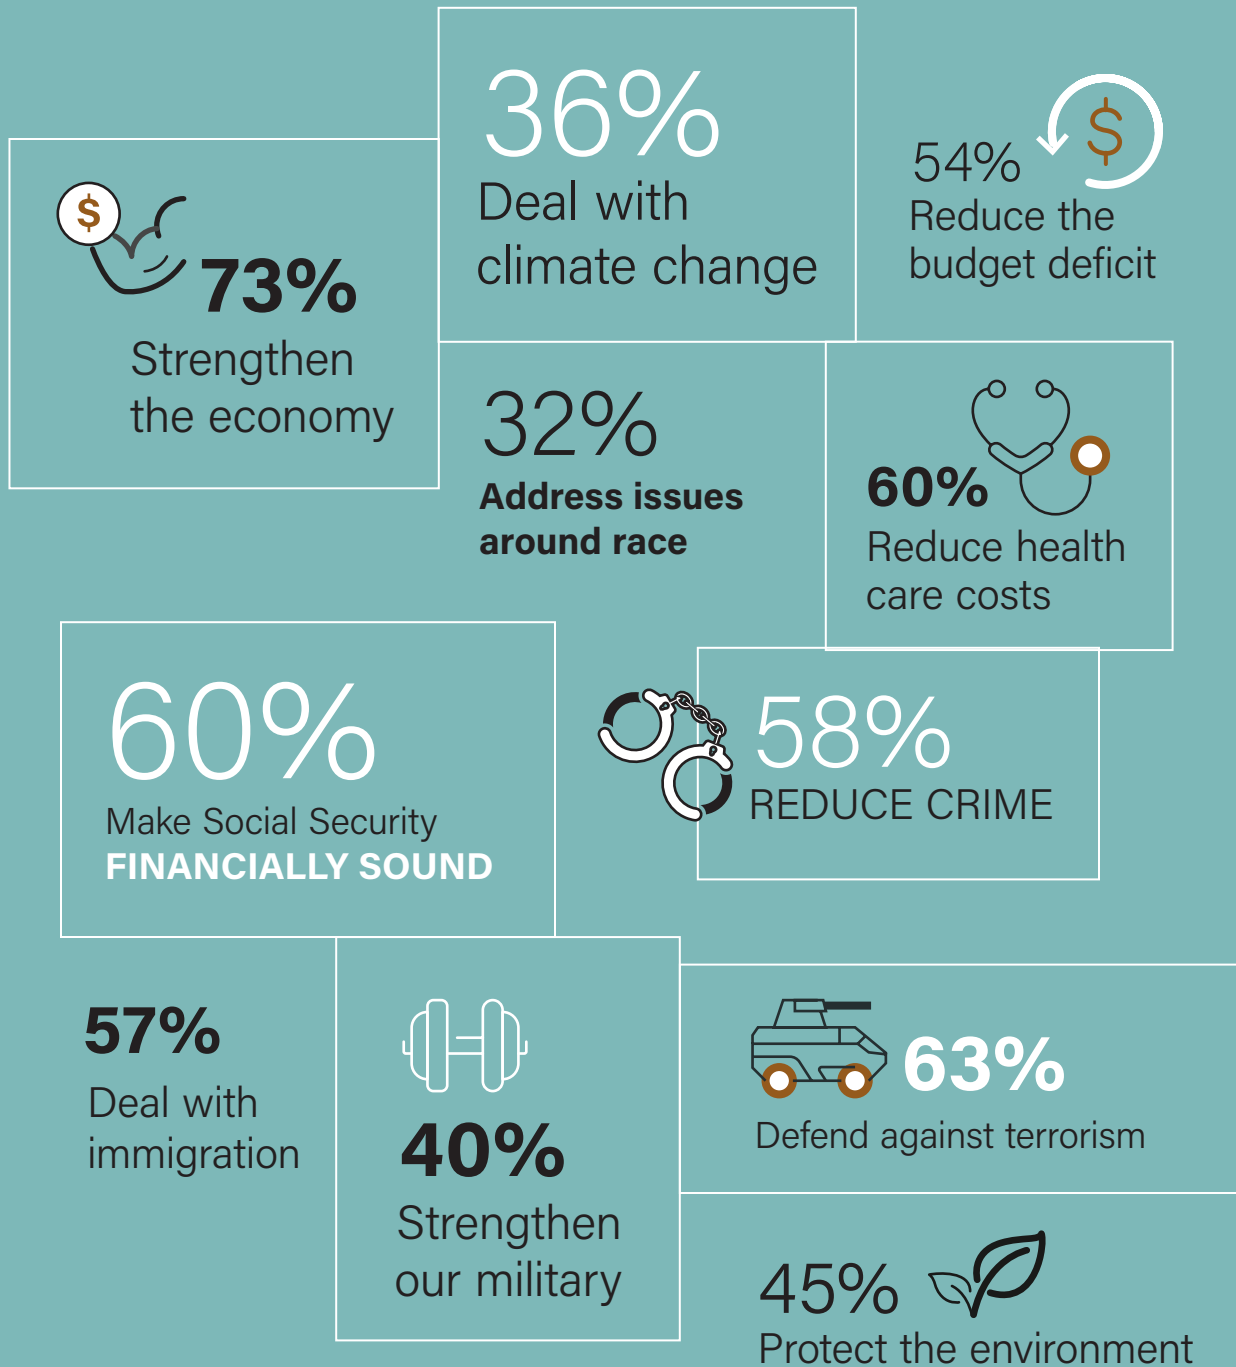 36%
Deal with
climate change
54%
$
Reduce the
budget deficit
$
73%
Strengthen
the economy
32%
Address issues
around race
60%
Reduce health
care costs
60%
Make Social Security
FINANCIALLY SOUND
58%
REDUCE CRIME
57%
Deal with
immigration
40%
Strengthen
our military
63%
Defend against terrorism
45%
Protect the environment